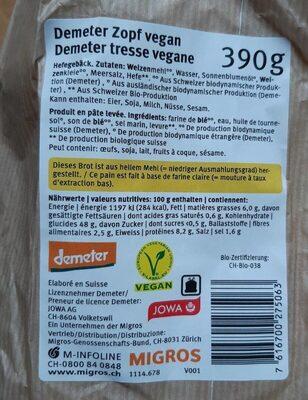 Demeter Zopf vegan
Demeter tresse vegane
390g
Hefegebäck. Zutaten: Weizenmehl°°, Wasser, Sonnenblumenöl*, Wei-
zenkleie°°, Meersalz, Hefe**. ° Aus Schweizer biodynamischer Produktion
(Demeter), * Aus ausländischer biodynamischer Produktion (Deme-
ter), ** Aus Schweizer Bio-Produktion
Kann enthalten: Eier, Soja, Milch, Nüsse, Sesam.
Produit en pâte levée. Ingrédients: farine de blé°°, eau, huile de tourne-
sol*, son de blé°°, sel marin, levure**. ° De production biodynamique
suisse (Demeter), * De production biodynamique étrangère (Demeter),
** De production biologique suisse
Peut contenir: œufs, soja, lait, fruits à coque, sésame.
Dieses Brot ist aus hellem Mehl (= niedriger Ausmahlungsgrad) her-
gestellt. / Ce pain est fait à base de farine claire (= mouture à taux
d'extraction bas).
Nährwerte / valeurs nutritives: 100 g enthalten / contiennent:
Energie / énergie 1197 kJ (284 kcal), Fett / matières grasses 6,0 g, davon
gesättigte Fettsäuren / dont acides gras saturés 0,6 g, Kohlenhydrate /
glucides 48 g, davon Zucker / dont sucres <0,5 g, Ballaststoffe / fibres
alimentaires 2,5 g, Eiweiss / protéines 8,2 g, Salz / sel 1,6 g
demeter
V
VEGAN
Bio-Zertifizierung:
CH-Bio-038
Elaboré en Suisse
Lizenznehmer Demeter/
Preneur de licence Demeter:
JOWA AG
CH-8604 Volketswil
JOWA
Ein Unternehmen der Migros
Vertrieb/Distribution/Distribuzione:
Migros-Genossenschafts-Bund, CH-8031 Zürich
M-INFOLINE
CH-0800 84 0848
www.migros.ch
MIGROS
1114.678
V001
7 616700 275063